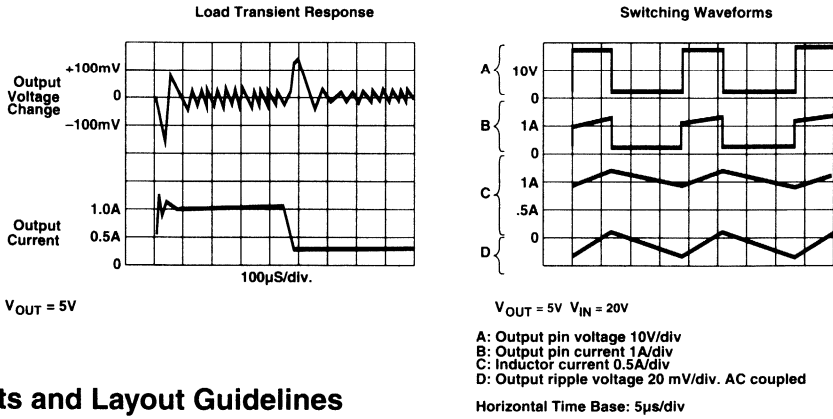 Load Transient Response
+100mV
Output
Voltage
Change
0
−100mV
1.0A
Output
Current
0.5A
0
100µS/div.
VOUT = 5V
Switching Waveforms
A
10V
0
B
1A
0
C
1A
.5A
0
D
VOUT = 5V VIN = 20V
A: Output pin voltage 10V/div
B: Output pin current 1A/div
C: Inductor current 0.5A/div
D: Output ripple voltage 20 mV/div. AC coupled
Horizontal Time Base: 5µs/div
ts and Layout Guidelines